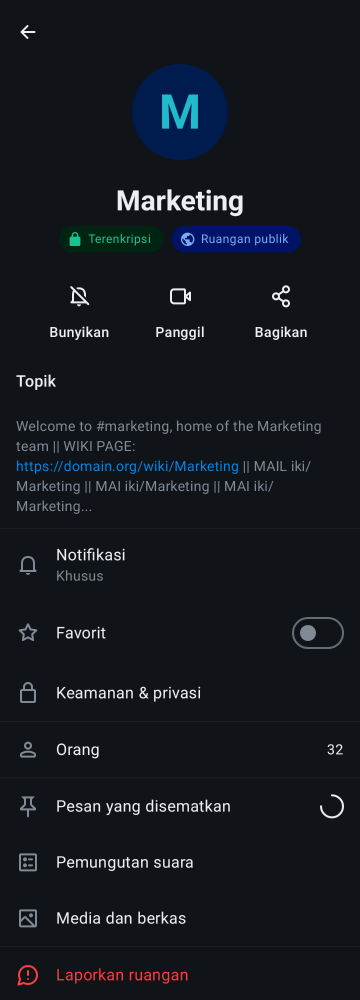 M
Marketing
Terenkripsi
Ruangan publik
Bunyikan
Panggil
Bagikan
Topik
Welcome to #marketing, home of the Marketing
team || WIKI PAGE:
https://domain.org/wiki/Marketing || MAIL iki/
Marketing || MAI iki/Marketing || MAI iki/
Marketing...
Notifikasi
Khusus
Favorit
Keamanan & privasi
Orang
32
Pesan yang disematkan
Pemungutan suara
Media dan berkas
Laporkan ruangan